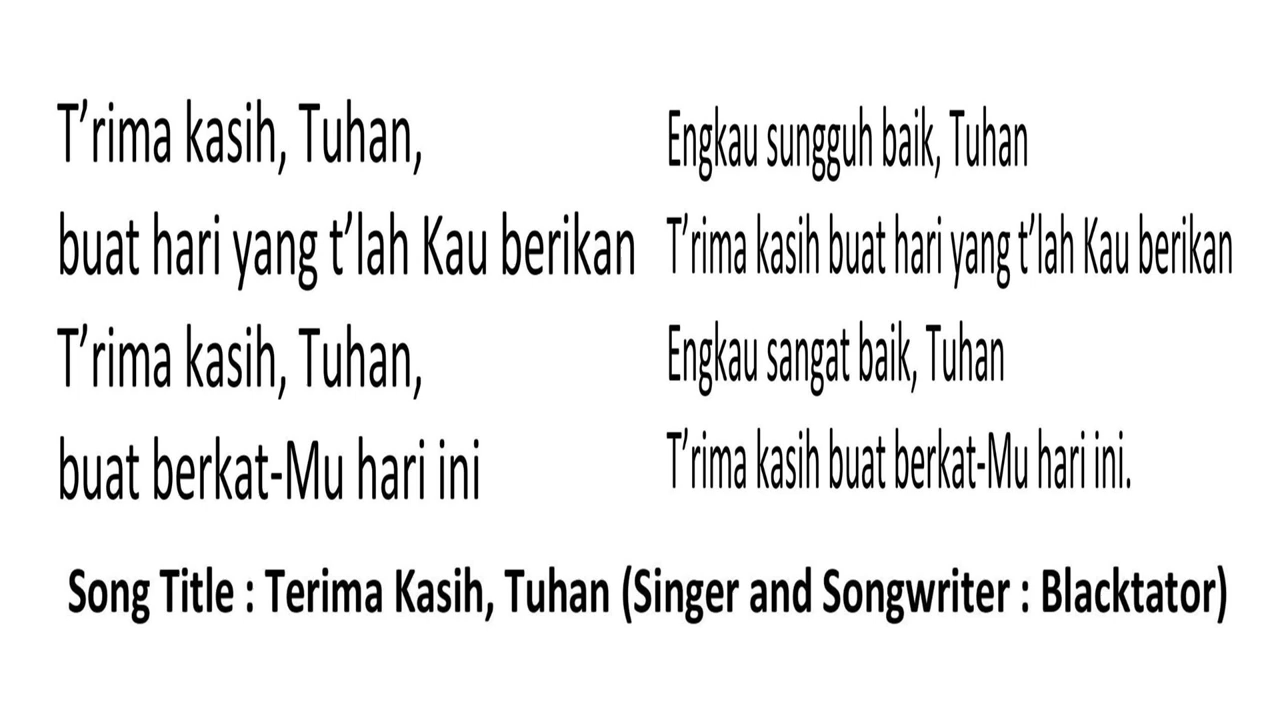 T’rima kasih, Tuhan,
buat hari yang t’lah Kau berikan
T’rima kasih, Tuhan,
buat berkat-Mu hari ini
Engkau sungguh baik, Tuhan
T’rima kasih buat hari yang t’lah Kau berikan
Engkau sangat baik, Tuhan
T’rima kasih buat berkat-Mu hari ini.
Song Title : Terima Kasih, Tuhan (Singer and Songwriter : Blacktator)